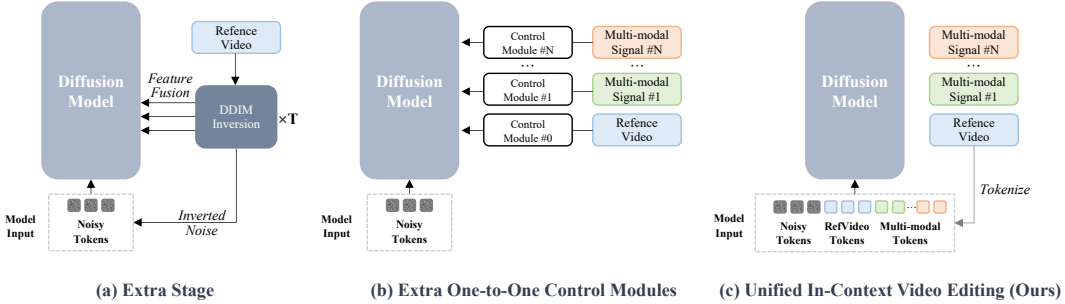 Refence
Video
Diffusion
Model
Feature
Fusion
DDIM
Inversion
×T
Inverted
Noise
Model
Input
Noisy
Tokens
(a) Extra Stage
Diffusion
Model
Control
Module #N
Multi-modal
Signal #N
...
...
Control
Module #1
Multi-modal
Signal #1
Control
Module #0
Refence
Video
Model
Input
Noisy
Tokens
(b) Extra One-to-One Control Modules
Diffusion
Model
Multi-modal
Signal #N
...
Multi-modal
Signal #1
Refence
Video
Tokenize
Model
Input
...
Noisy
Tokens
RefVideo
Tokens
Multi-modal
Tokens
(c) Unified In-Context Video Editing (Ours)